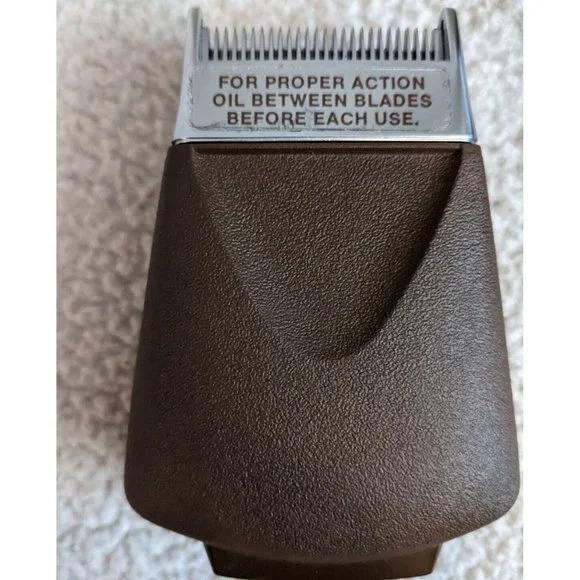 FOR PROPER ACTION
OIL BETWEEN BLADES
BEFORE EACH USE.